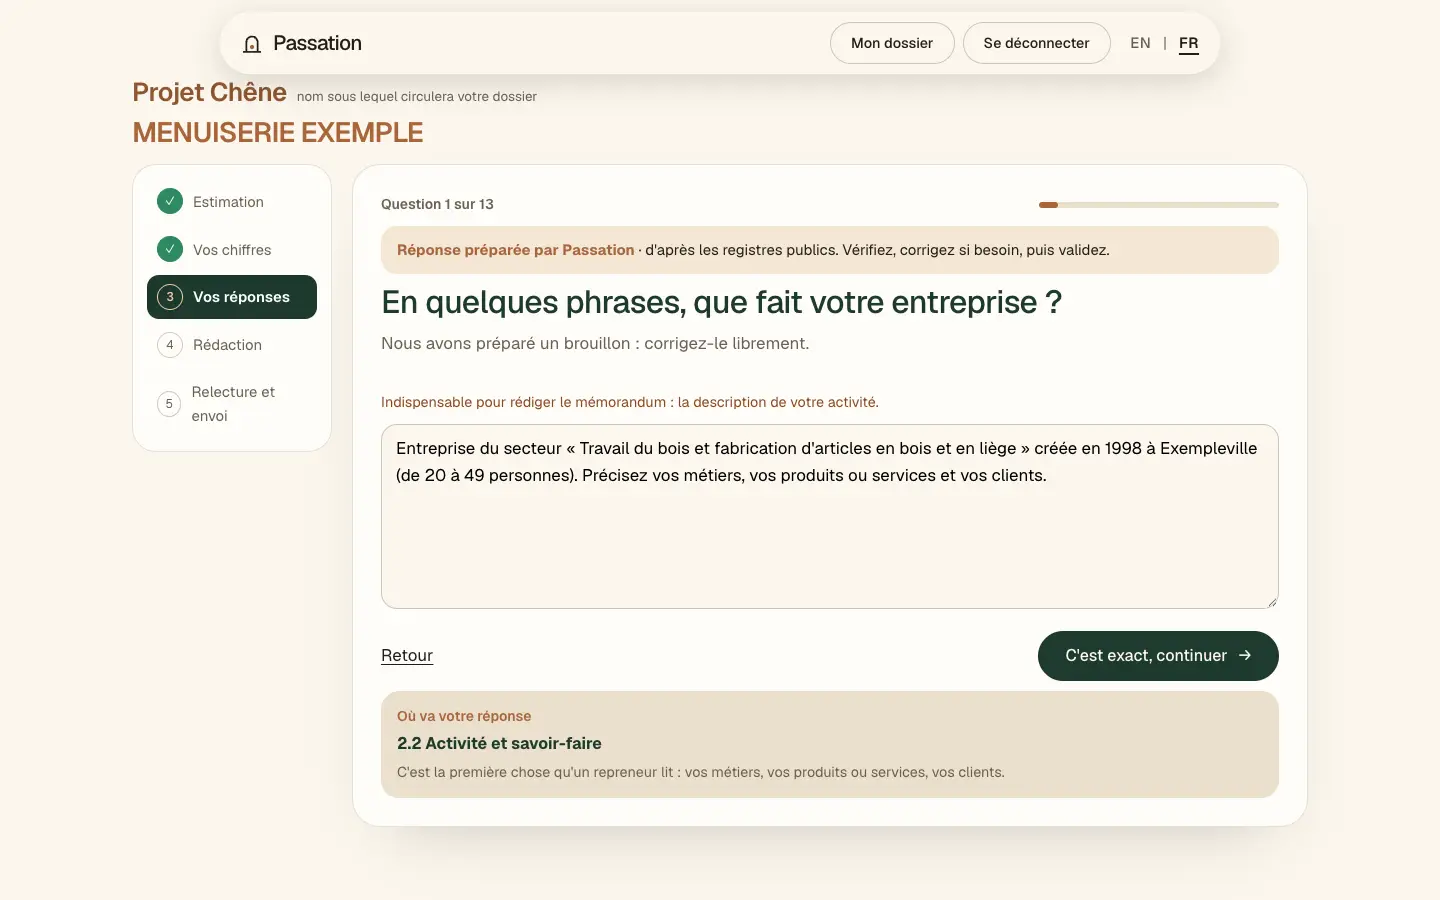 Passation
Mon dossier
Se déconnecter
EN | FR
Projet Chêne nom sous lequel circulera votre dossier
MENUISERIE EXEMPLE
✓ Estimation
✓ Vos chiffres
3 Vos réponses
4 Rédaction
5 Relecture et
envoi
Question 1 sur 13
Réponse préparée par Passation · d'après les registres publics. Vérifiez, corrigez si besoin, puis validez.
En quelques phrases, que fait votre entreprise ?
Nous avons préparé un brouillon : corrigez-le librement.
Indispensable pour rédiger le mémorandum : la description de votre activité.
Entreprise du secteur « Travail du bois et fabrication d'articles en bois et en liège » créée en 1998 à Exempleville
(de 20 à 49 personnes). Précisez vos métiers, vos produits ou services et vos clients.
Retour
C'est exact, continuer →
Où va votre réponse
2.2 Activité et savoir-faire
C'est la première chose qu'un repreneur lit : vos métiers, vos produits ou services, vos clients.